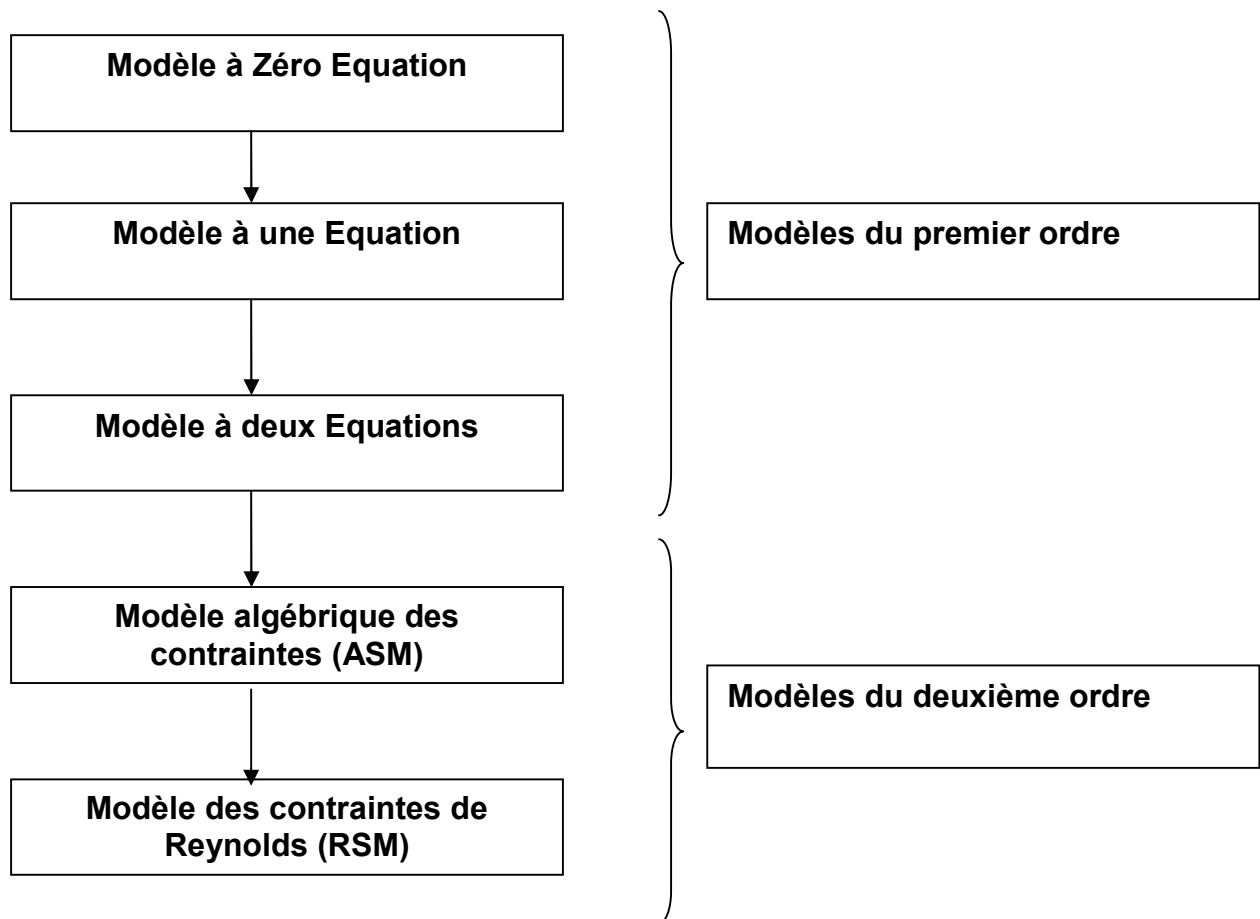 Modèle à Zéro Equation
Modèle à une Equation
Modèles du premier ordre
Modèle à deux Equations
Modèle algébrique des
contraintes (ASM)
Modèles du deuxième ordre
Modèle des contraintes de
Reynolds (RSM)